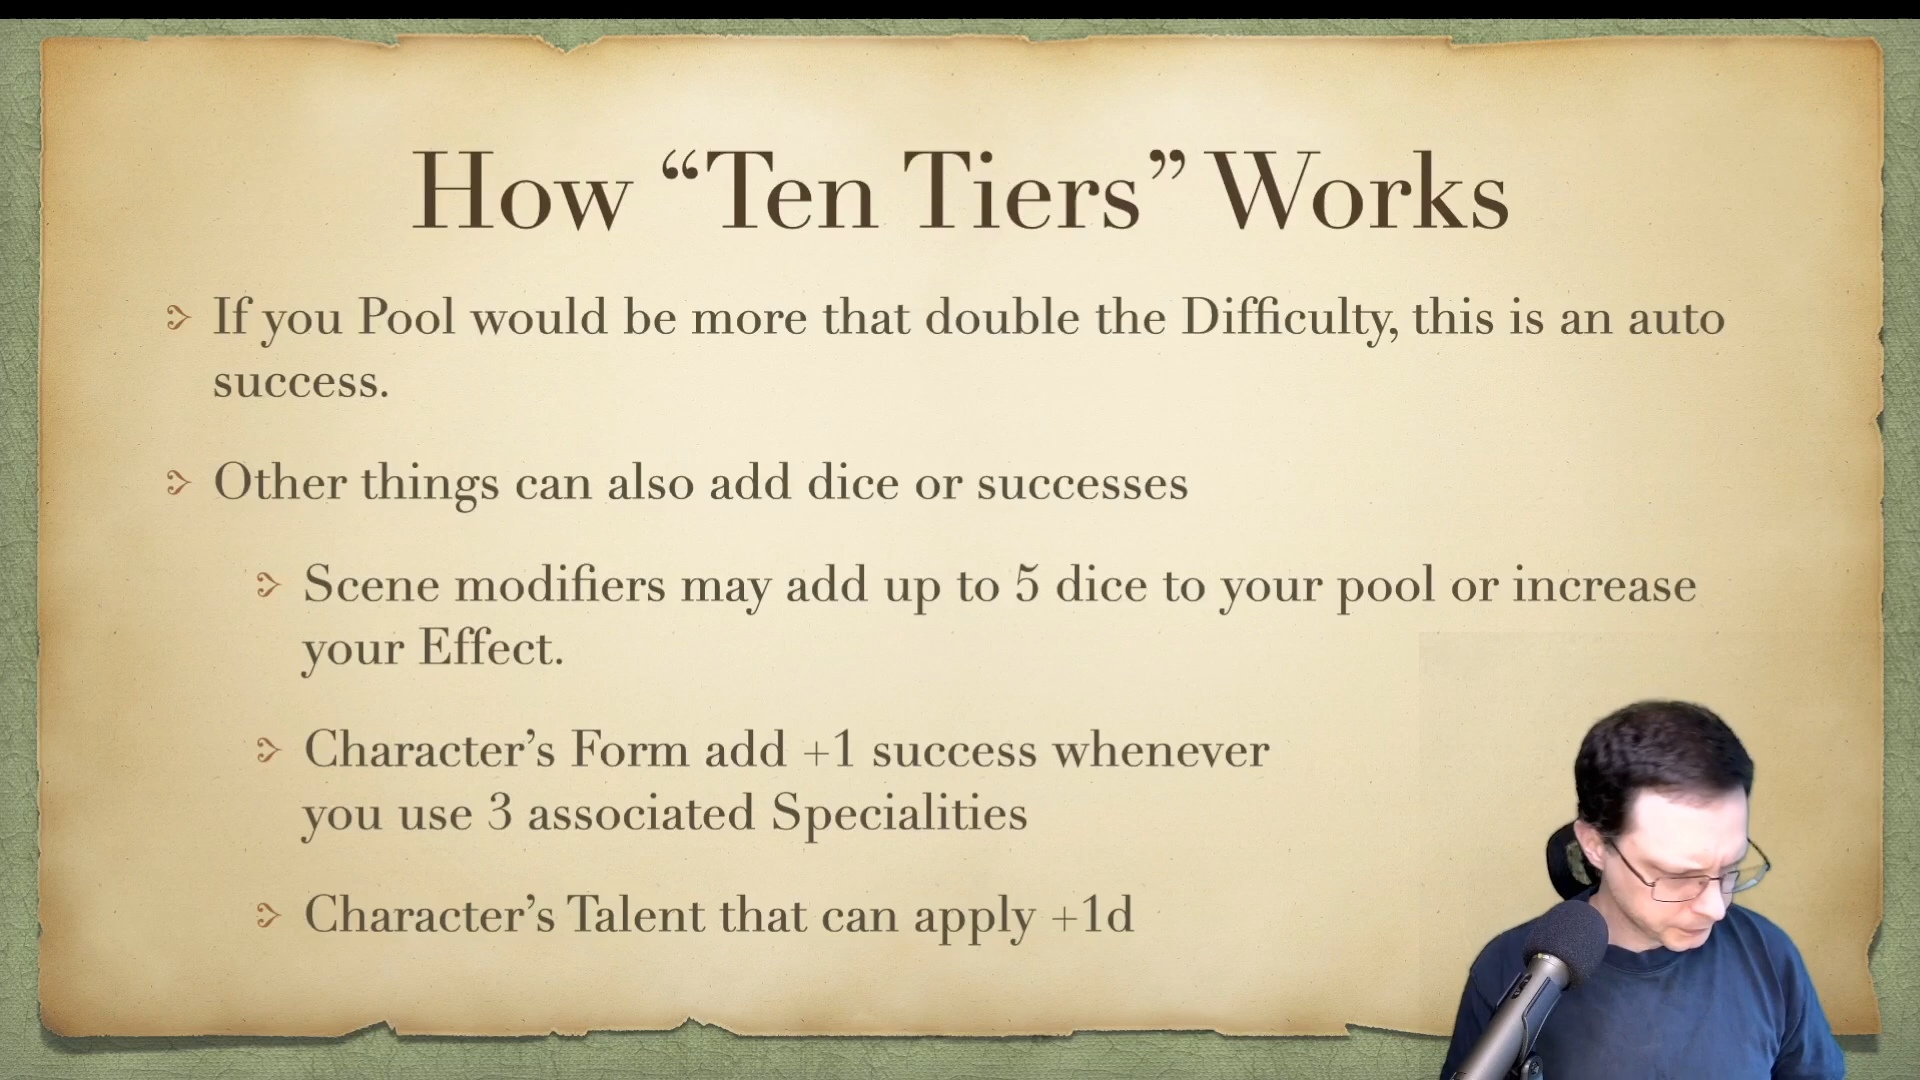 How “Ten Tiers” Works
If you Pool would be more that double the Difficulty, this is an auto
success.
Other things can also add dice or successes
Scene modifiers may add up to 5 dice to your pool or increase
your Effect.
Character’s Form add +1 success whenever
you use 3 associated Specialities
Character’s Talent that can apply +1d